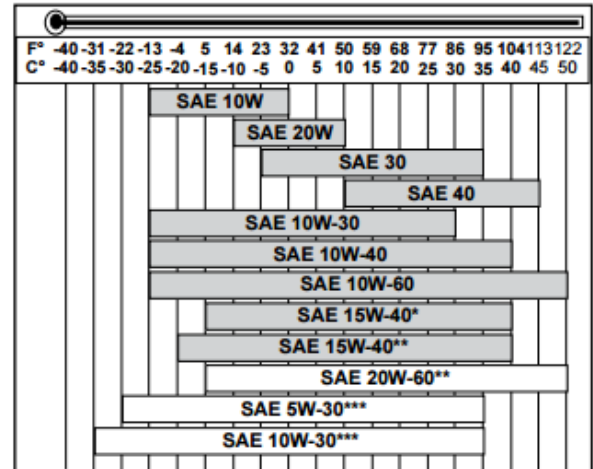 F° -40 -31 -22 -13 -4 5 14 23 32 41 50 59 68 77 86 95 104 113 122
C° -40 -35 -30 -25 -20 -15 -10 -5 0 5 10 15 20 25 30 35 40 45 50
SAE 10W
SAE 20W
SAE 30
SAE 40
SAE 10W-30
SAE 10W-40
SAE 10W-60
SAE 15W-40*
SAE 15W-40**
SAE 20W-60**
SAE 5W-30***
SAE 10W-30***